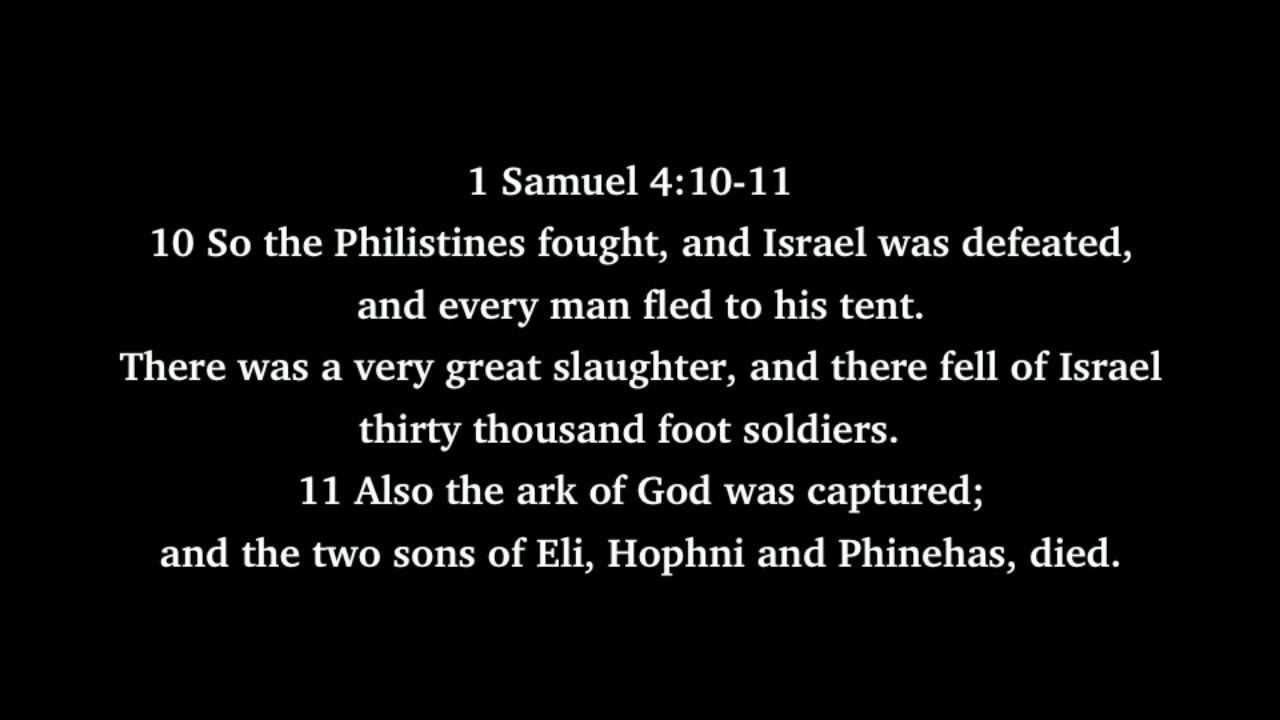 1 Samuel 4:10-11
10 So the Philistines fought, and Israel was defeated,
and every man fled to his tent.
There was a very great slaughter, and there fell of Israel
thirty thousand foot soldiers.
11 Also the ark of God was captured;
and the two sons of Eli, Hophni and Phinehas, died.